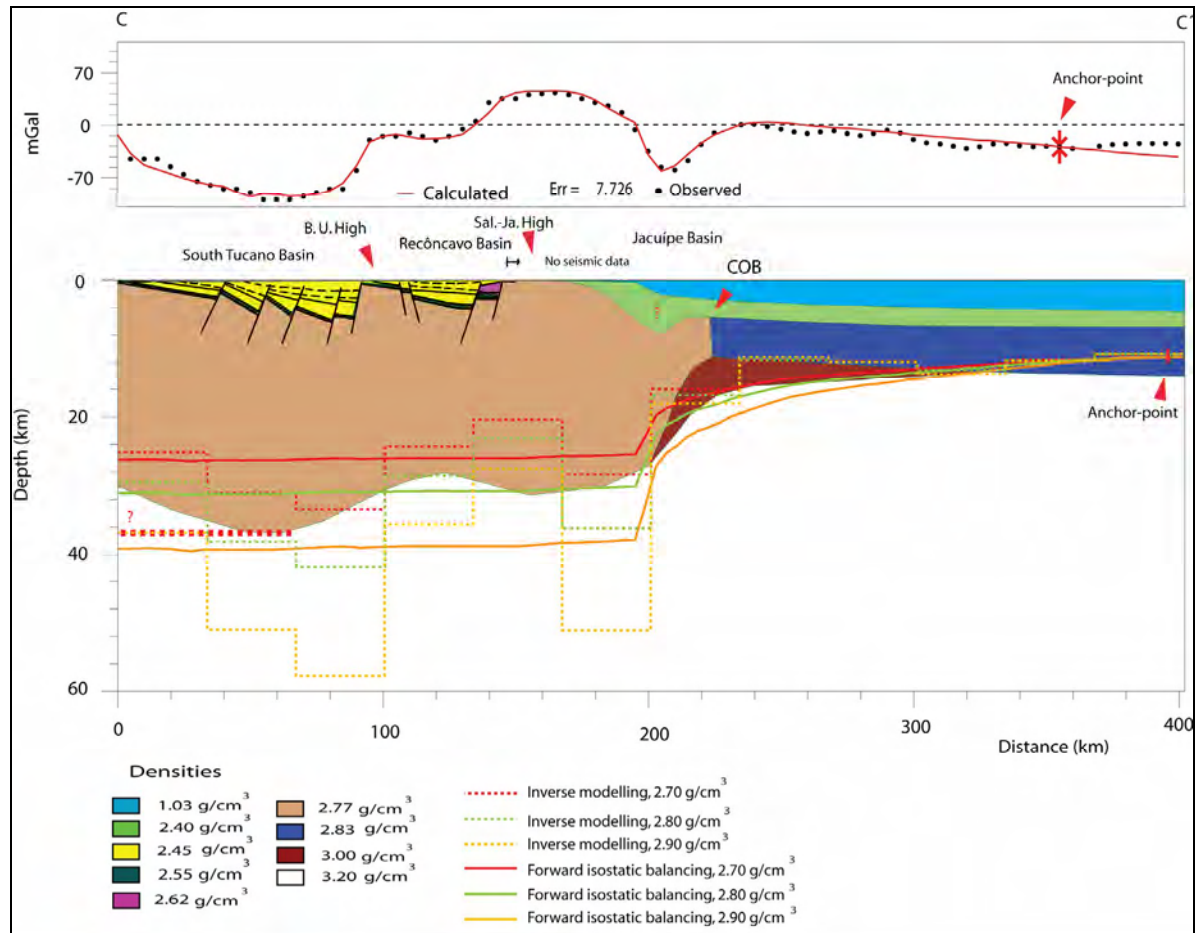 C
C'
70
0
-70
mGal
Anchor-point
Calculated
Err = 7.726
Observed
B. U. High
Sal.-Ja. High
South Tucano Basin
Recôncavo Basin
No seismic data
Jacuípe Basin
COB
0
20
40
60
Depth (km)
?
Anchor-point
0
100
200
300
400
Distance (km)
Densities
1.03 g/cm³
2.40 g/cm³
2.45 g/cm³
2.55 g/cm³
2.62 g/cm³
2.77 g/cm³
2.83 g/cm³
3.00 g/cm³
3.20 g/cm³
Inverse modelling, 2.70 g/cm³
Inverse modelling, 2.80 g/cm³
Inverse modelling, 2.90 g/cm³
Forward isostatic balancing, 2.70 g/cm³
Forward isostatic balancing, 2.80 g/cm³
Forward isostatic balancing, 2.90 g/cm³